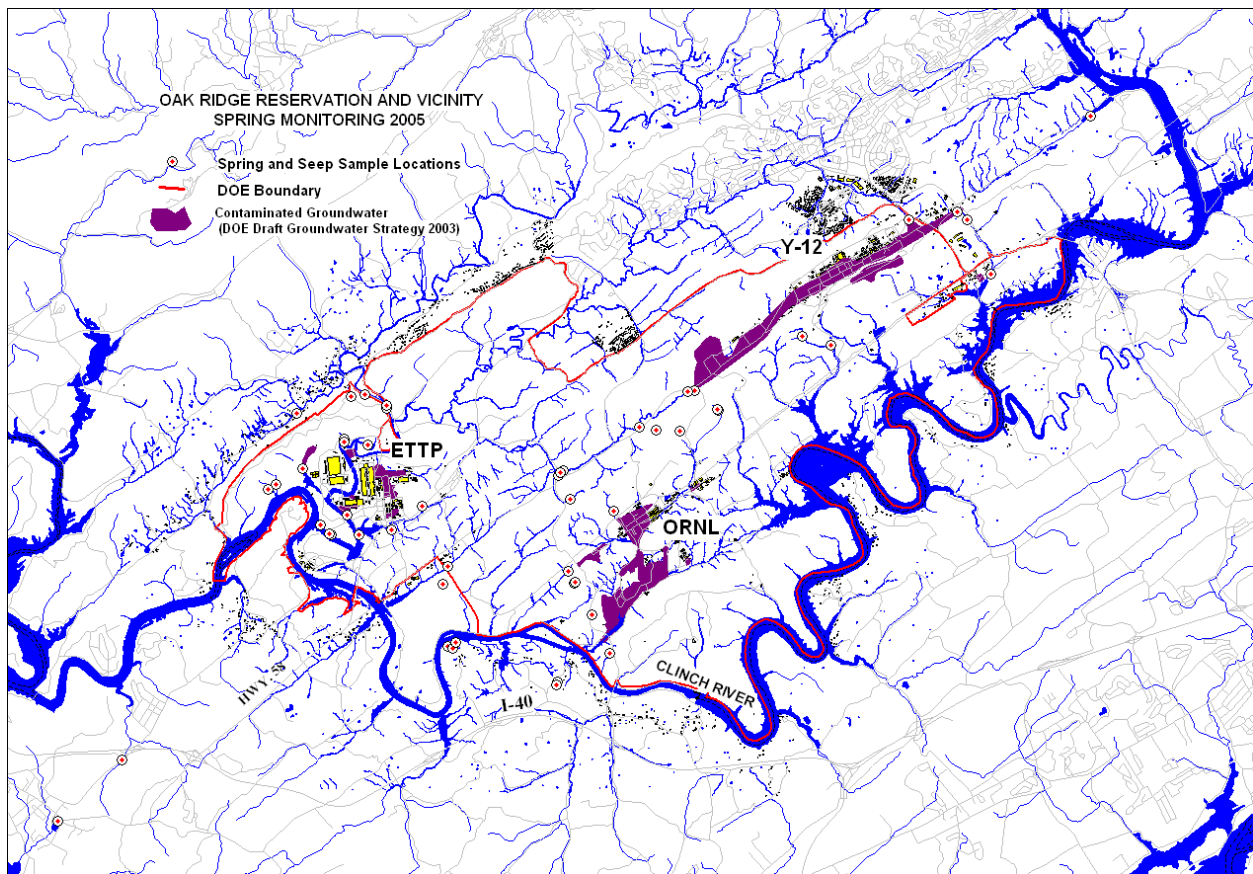 OAK RIDGE RESERVATION AND VICINITY
SPRING MONITORING 2005
Spring and Seep Sample Locations
DOE Boundary
Contaminated Groundwater
(DOE Draft Groundwater Strategy 2003)
Y-12
ETTP
ORNL
CLINCH RIVER
HWY 58
I-40